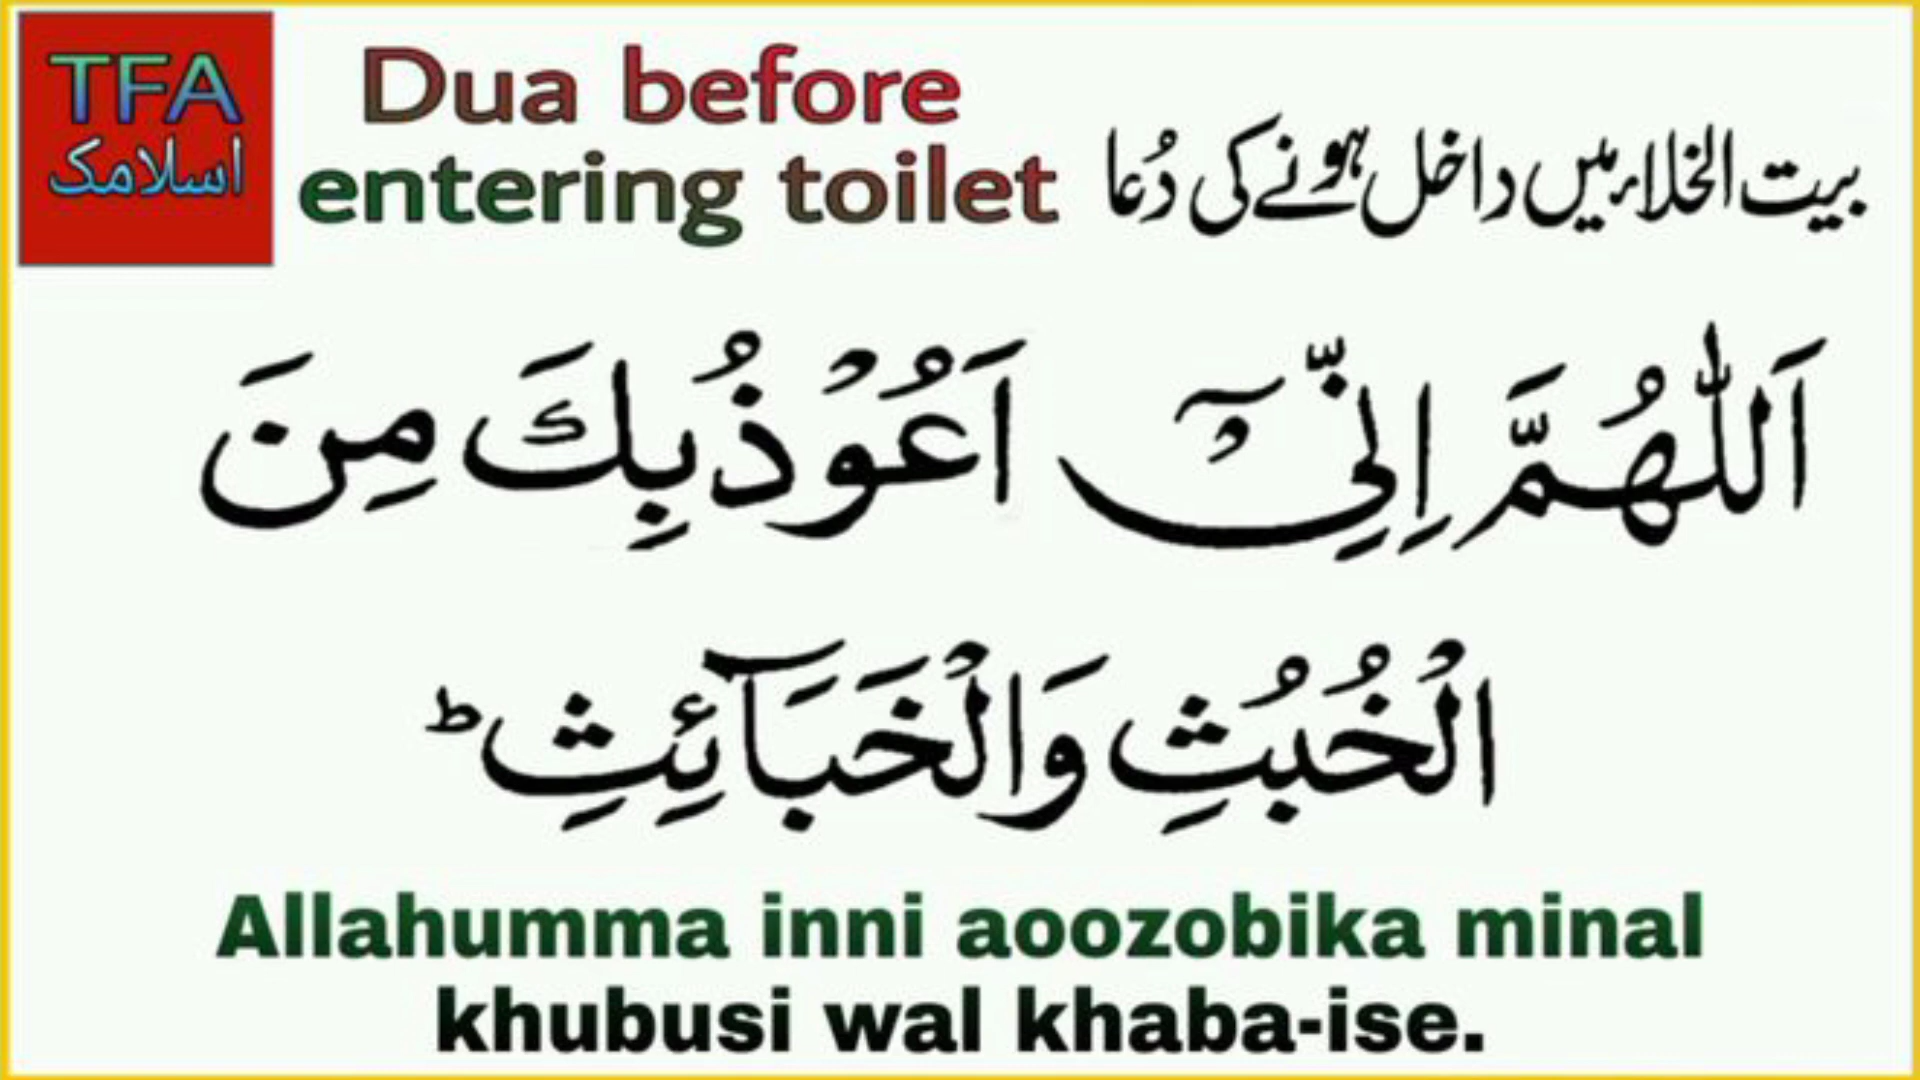 TFA
اسلامک
Dua before
entering toilet
بیت الخلاء میں داخل ہونے کی دُعا
اَللّٰهُمَّ اِنِّیْۤ اَعُوْذُ بِكَ مِنَ
الْخُبُثِ وَالْخَبَآئِثِ ؕ
Allahumma inni aoozobika minal
khubusi wal khaba-ise.